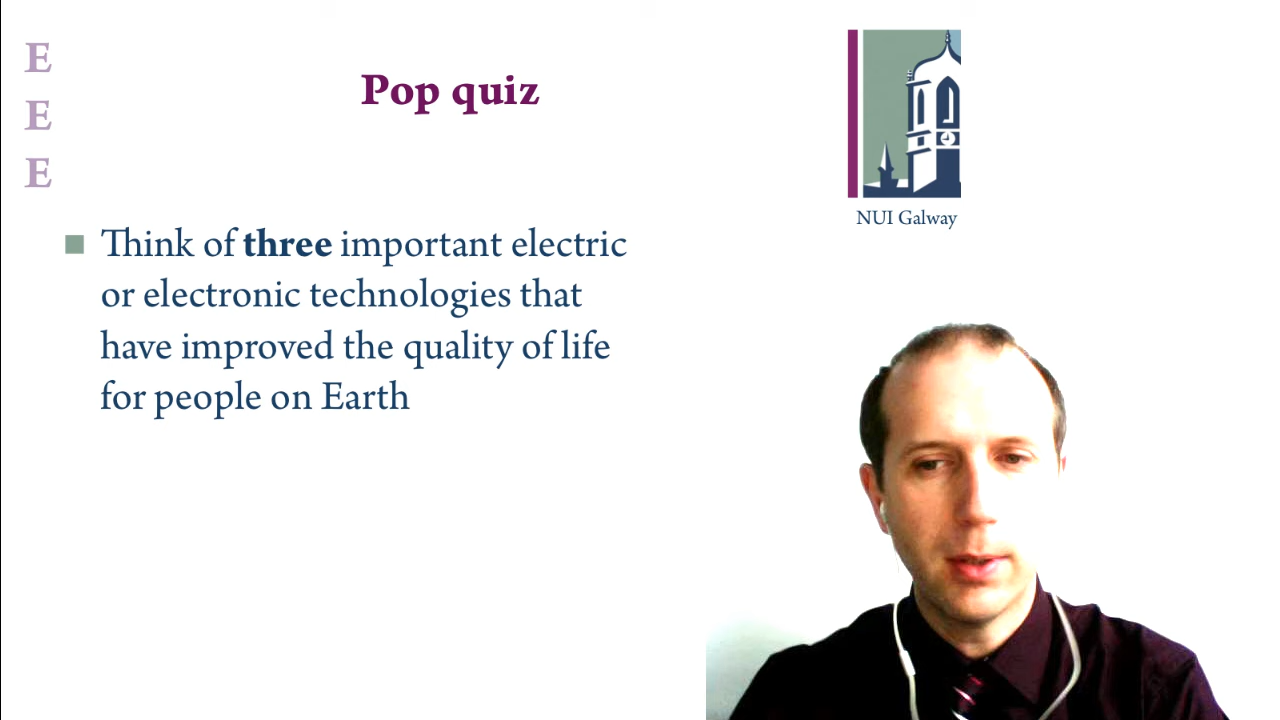 E
E
E
Pop quiz
NUI Galway
Think of three important electric
or electronic technologies that
have improved the quality of life
for people on Earth